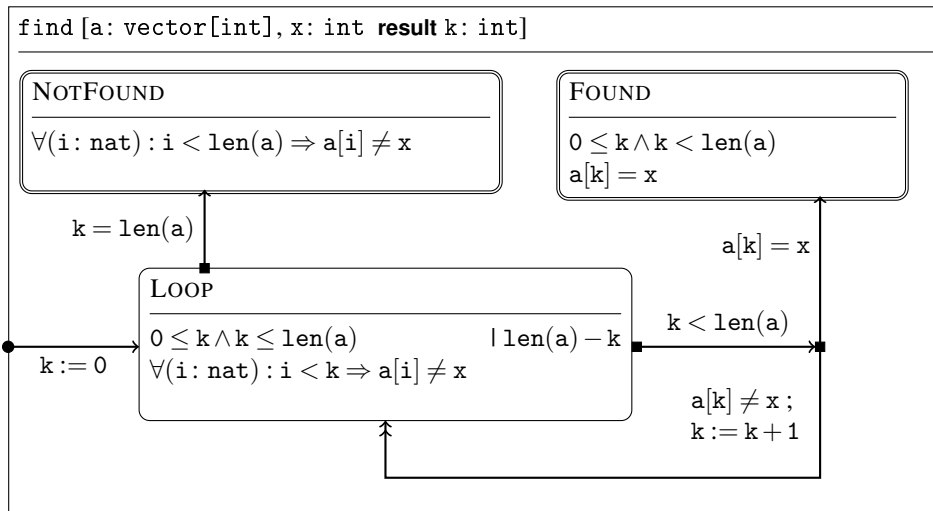 find [a: vector[int], x: int result k: int]
NOTFOUND
∀(i: nat) : i < len(a) ⇒ a[i] ≠ x
FOUND
0 ≤ k ∧ k < len(a)
a[k] = x
k = len(a)
a[k] = x
LOOP
0 ≤ k ∧ k ≤ len(a) | len(a) − k
∀(i: nat) : i < k ⇒ a[i] ≠ x
k := 0
k < len(a)
a[k] ≠ x ;
k := k + 1